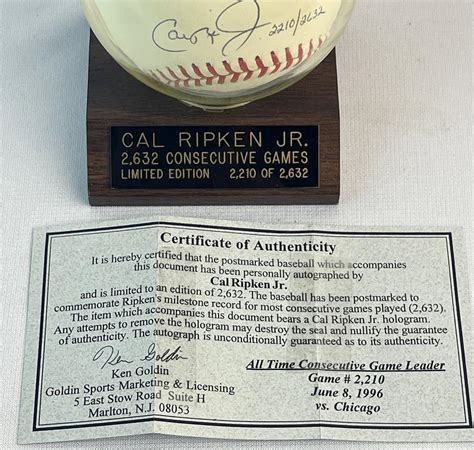 Cal Ripken Jr. 2210/2632
CAL RIPKEN JR.
2,632 CONSECUTIVE GAMES
LIMITED EDITION 2,210 OF 2,632
Certificate of Authenticity
It is hereby certified that the postmarked baseball which accompanies
this document has been personally autographed by
Cal Ripken Jr.
and is limited to an edition of 2,632. The baseball has been postmarked to
commemorate Ripken's milestone record for most consecutive games played (2,632).
The item which accompanies this document bears a Cal Ripken Jr. hologram.
Any attempts to remove the hologram may destroy the seal and nullify the guarantee
of authenticity. The autograph is unconditionally guaranteed as to its authenticity.
Ken Goldin
Ken Goldin
Goldin Sports Marketing & Licensing
5 East Stow Road Suite H
Marlton, N.J. 08053
All Time Consecutive Game Leader
Game # 2,210
June 8, 1996
vs. Chicago